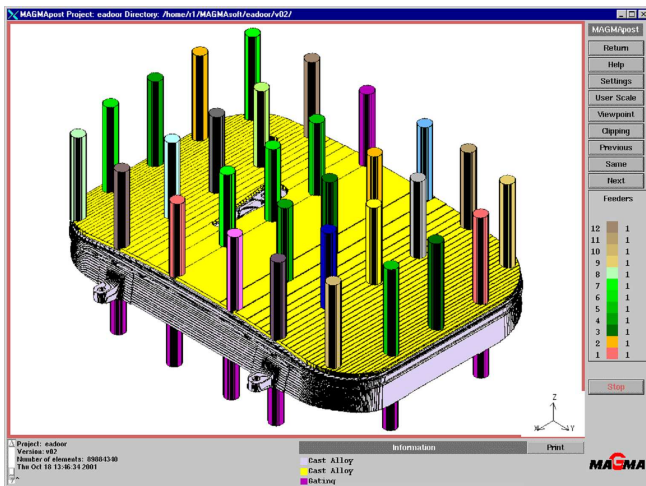 MAGMApost Project: eadoor Directory: /home/r1/MAGMAsoft/eadoor/v02/
MAGMApost
Return
Help
Settings
User Scale
Viewpoint
Clipping
Previous
Same
Next
Feeders
12 1
11 1
10 1
9 1
8 1
7 1
6 1
5 1
4 1
3 1
2 1
1 1
Stop
Z
X Y
Project: eadoor
Version: v02
Number of elements: 89884340
Thu Oct 18 13:46:34 2001
Information
Print
Cast Alloy
Cast Alloy
Gating
MAGMA